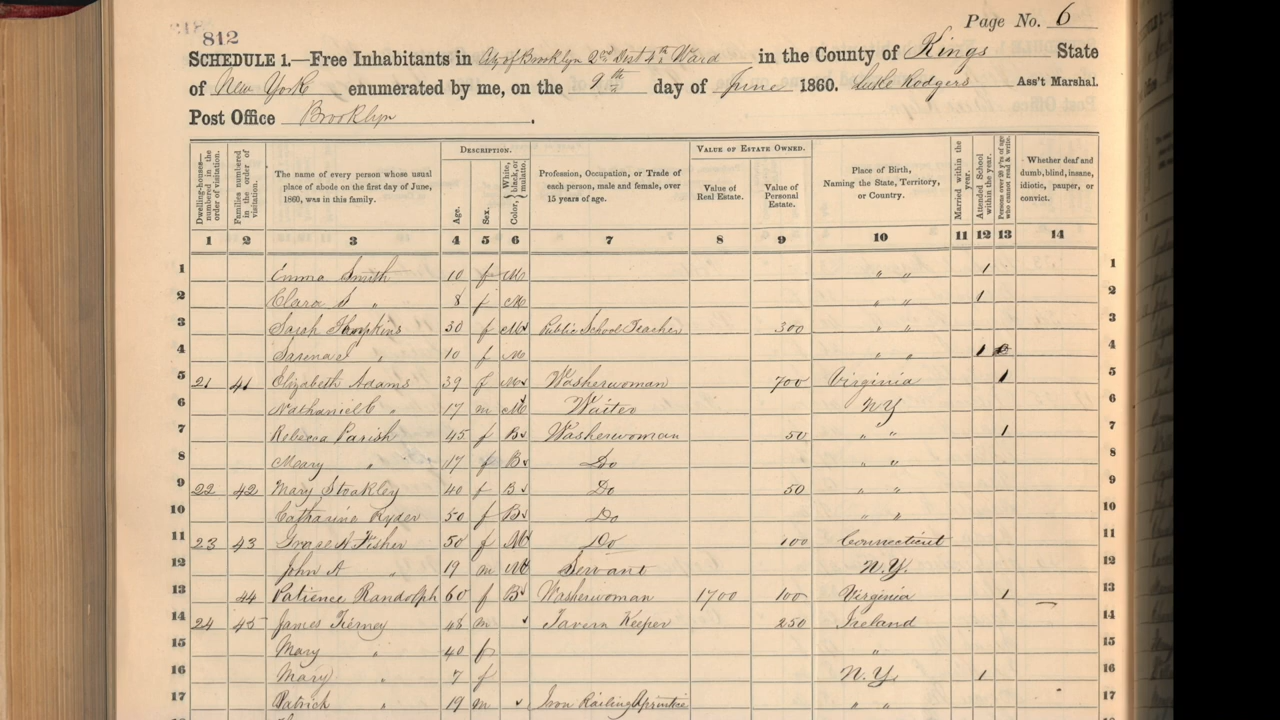 812
Page No. 6
SCHEDULE 1.—Free Inhabitants in City of Brooklyn 2nd Dist 4th Ward in the County of Kings State
of New York enumerated by me, on the 9th day of June 1860. Luke Rodgers Ass't Marshal.
Post Office Brooklyn.
DESCRIPTION. VALUE OF ESTATE OWNED.
Dwelling-houses—numbered in the order of visitation.
Families numbered in the order of visitation.
The name of every person whose usual place of abode on the first day of June, 1860, was in this family.
Age.
Sex.
Color, White, black, or mulatto.
Profession, Occupation, or Trade of each person, male and female, over 15 years of age.
Value of Real Estate.
Value of Personal Estate.
Place of Birth, Naming the State, Territory, or Country.
Married within the year.
Attended School within the year.
Persons over 20 y'rs of age who cannot read & write.
Whether deaf and dumb, blind, insane, idiotic, pauper, or convict.
1 2 3 4 5 6 7 8 9 10 11 12 13 14
1 Emma Smith 10 f M " " 1 1
2 Clara J " 8 f M " " 1 2
3 Sarah Hompkins 30 f M Public School Teacher 300 " " 3
4 " 10 f M " " 1 4
5 21 41 Elizabeth Adams 39 f M Washerwoman 700 Virginia 1 5
6 Nathaniel C " 17 m M Waiter NY 6
7 Rebecca Parish 45 f B Washerwoman 50 " " 1 7
8 Mary " 17 f B Do " " 8
9 22 42 Mary Stoakley 40 f B Do 50 " " 9
10 Catharine Ryder 50 f B Do " " 10
11 23 43 Grace A Fisher 50 f M Do 100 Connecticut 11
12 John A " 19 m M Servant N.Y. 12
13 44 Patience Randolph 60 f B Washerwoman 1700 100 Virginia 1 13
14 24 45 James Tierney 48 m Tavern Keeper 250 Ireland 14
15 Mary " 40 f " 15
16 Mary " 7 f N.Y. 1 16
17 Patrick " 19 m Iron Railing Aprintice " " 17